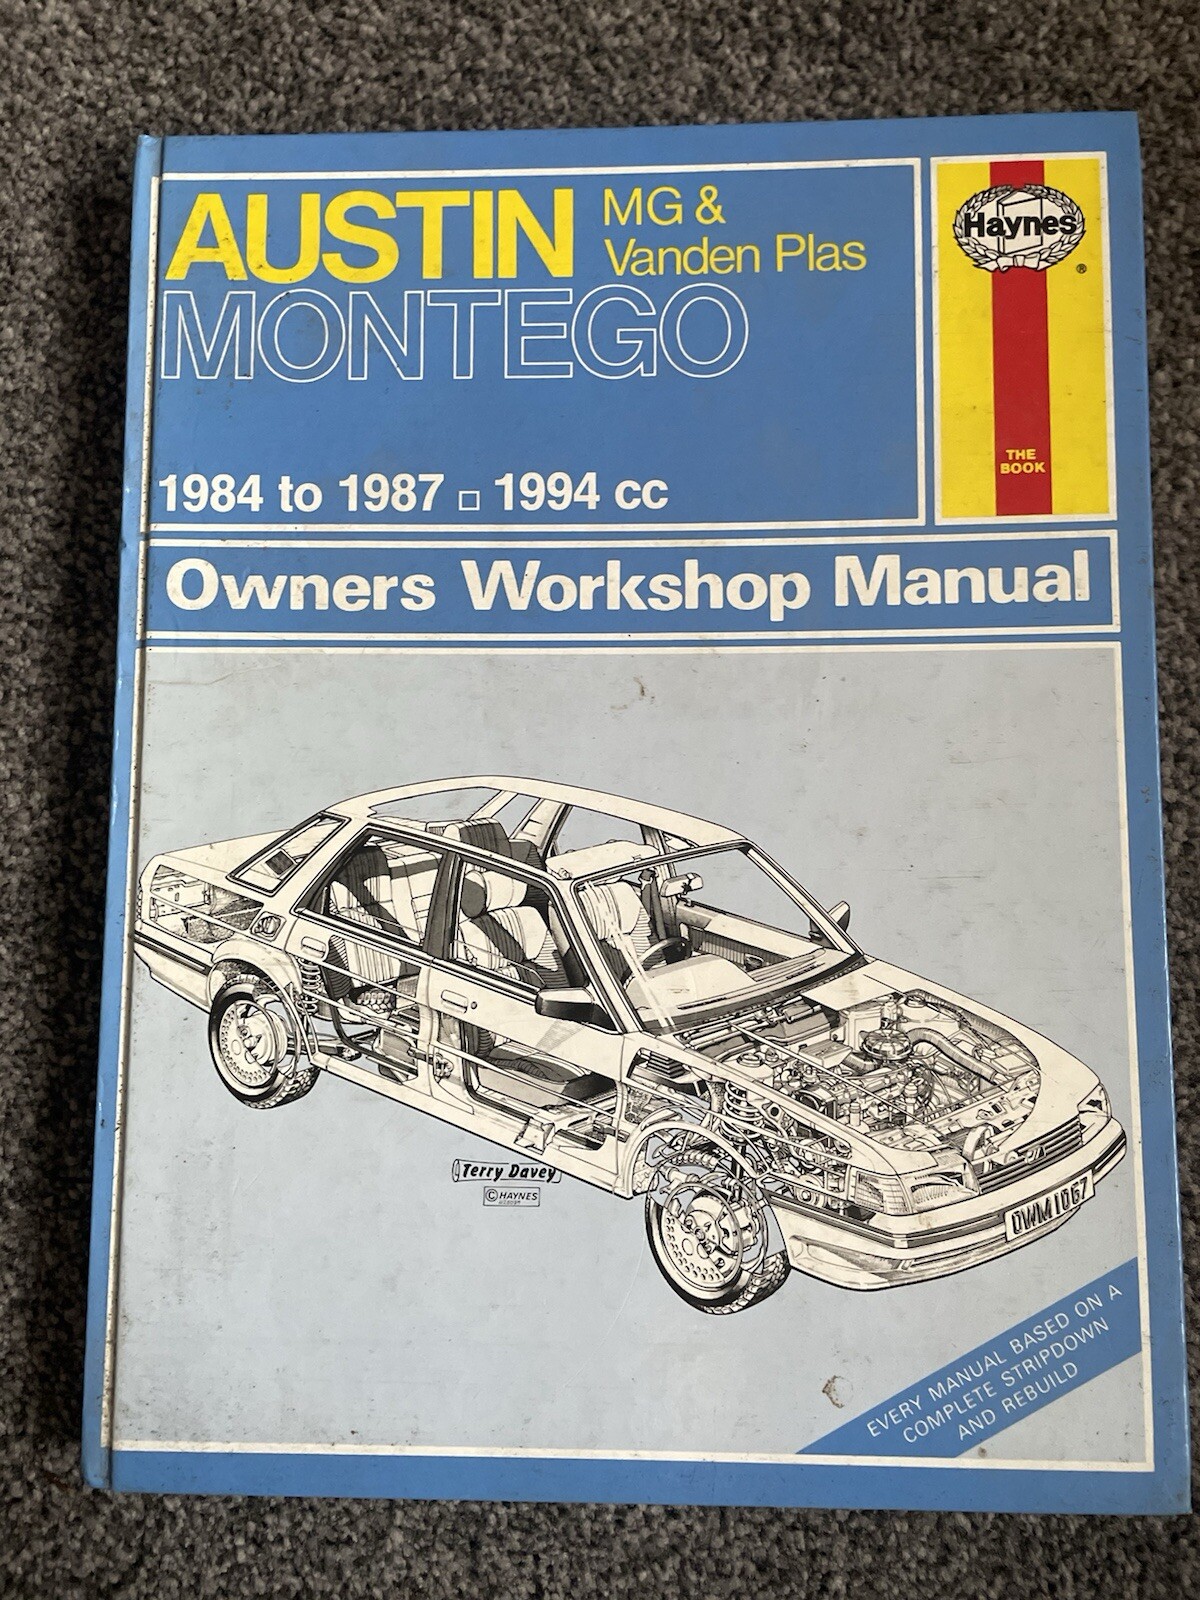 AUSTIN
MG &
Vanden Plas
MONTEGO
1984 to 1987 □ 1994 cc
Haynes
®
THE
BOOK
Owners Workshop Manual
Terry Davey
© HAYNES
OWM 1067
EVERY MANUAL BASED ON A
COMPLETE STRIPDOWN
AND REBUILD